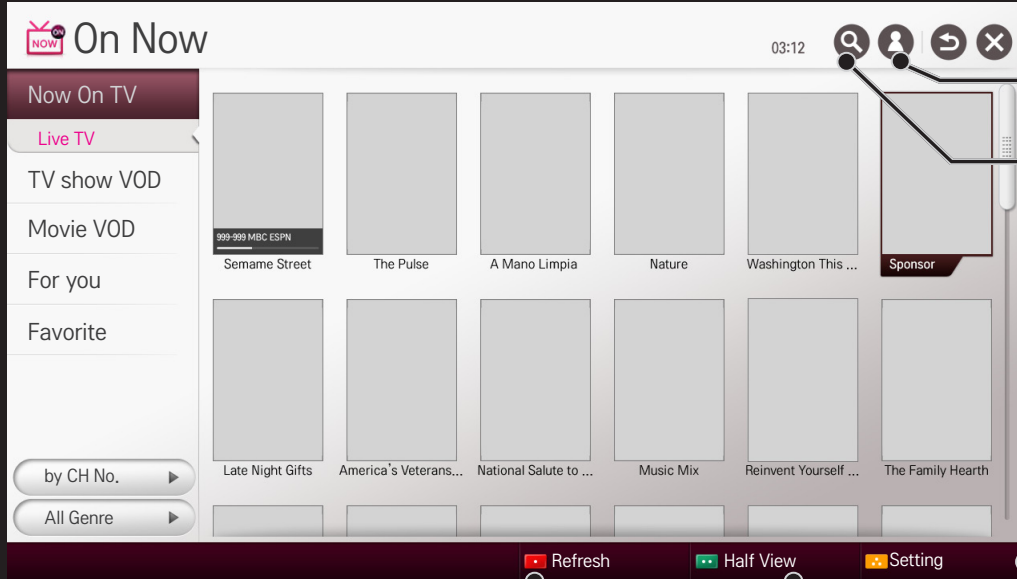 NOW
ON
On Now
03:12
Now On TV
Live TV
TV show VOD
Movie VOD
For you
Favorite
by CH No.
All Genre
999-999 MBC ESPN
Semame Street
The Pulse
A Mano Limpia
Nature
Washington This ...
Sponsor
Late Night Gifts
America's Veterans...
National Salute to ...
Music Mix
Reinvent Yourself ...
The Family Hearth
Refresh
Half View
Setting